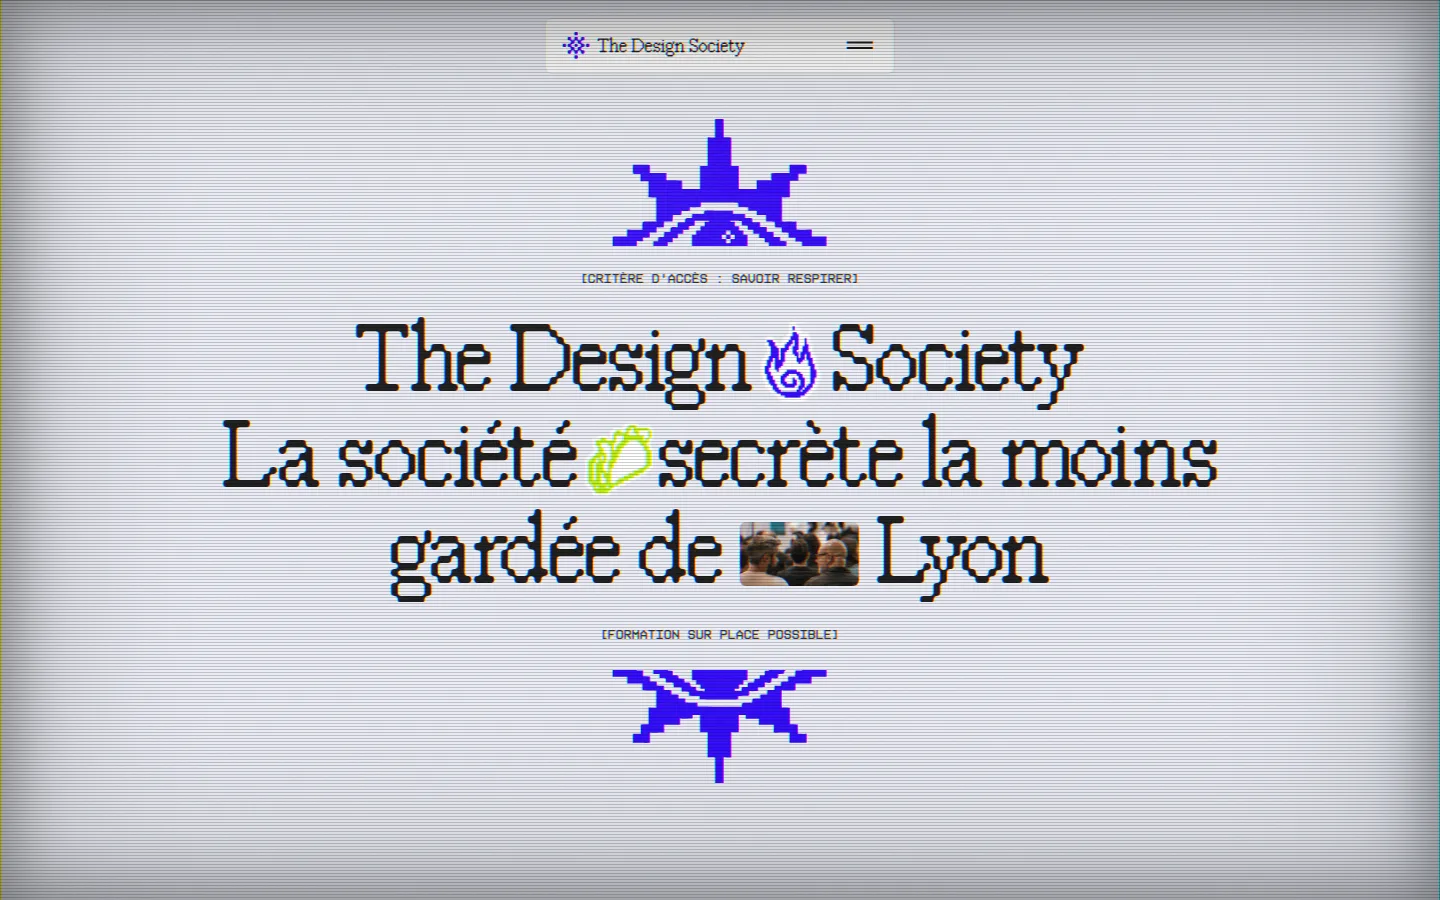 The Design Society
[CRITÈRE D'ACCÈS : SAVOIR RESPIRER]
The Design Society
La société secrète la moins
gardée de Lyon
[FORMATION SUR PLACE POSSIBLE]